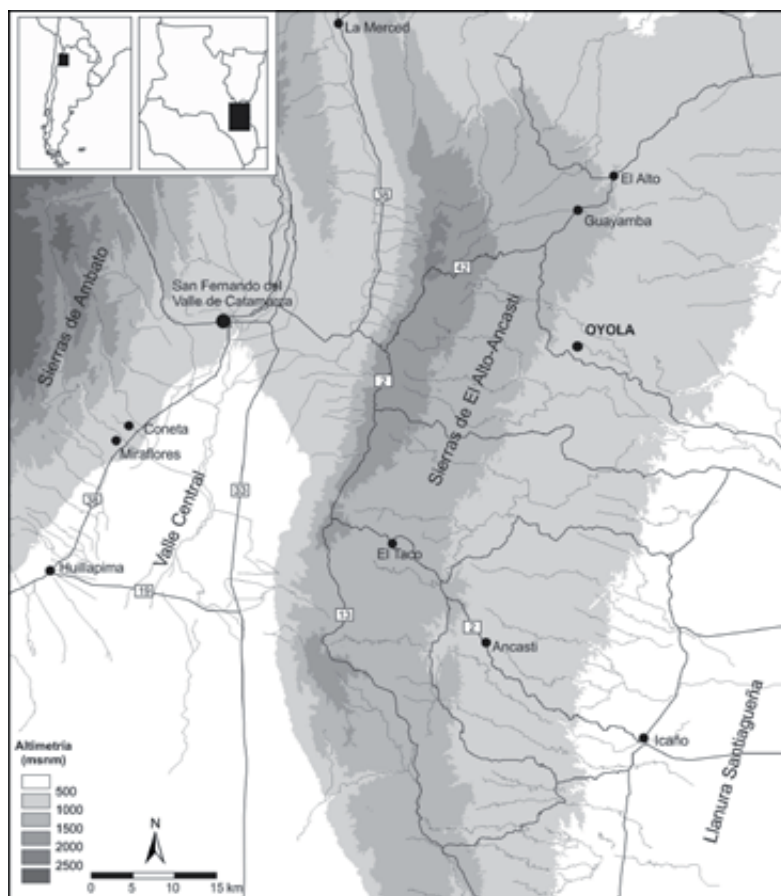 La Merced
38
El Alto
Guayamba
42
San Fernando del
Valle de Catamarca
OYOLA
Sierras de Ambato
Sierras de El Alto-Ancasti
2
Coneta
Miraflores
38
33
Valle Central
El Taco
Huillapima
19
13
2
Ancasti
Icaño
Llanura Santiagueña
Altimetría
(msnm)
500
1000
1500
2000
2500
N
0 5 10 15 km